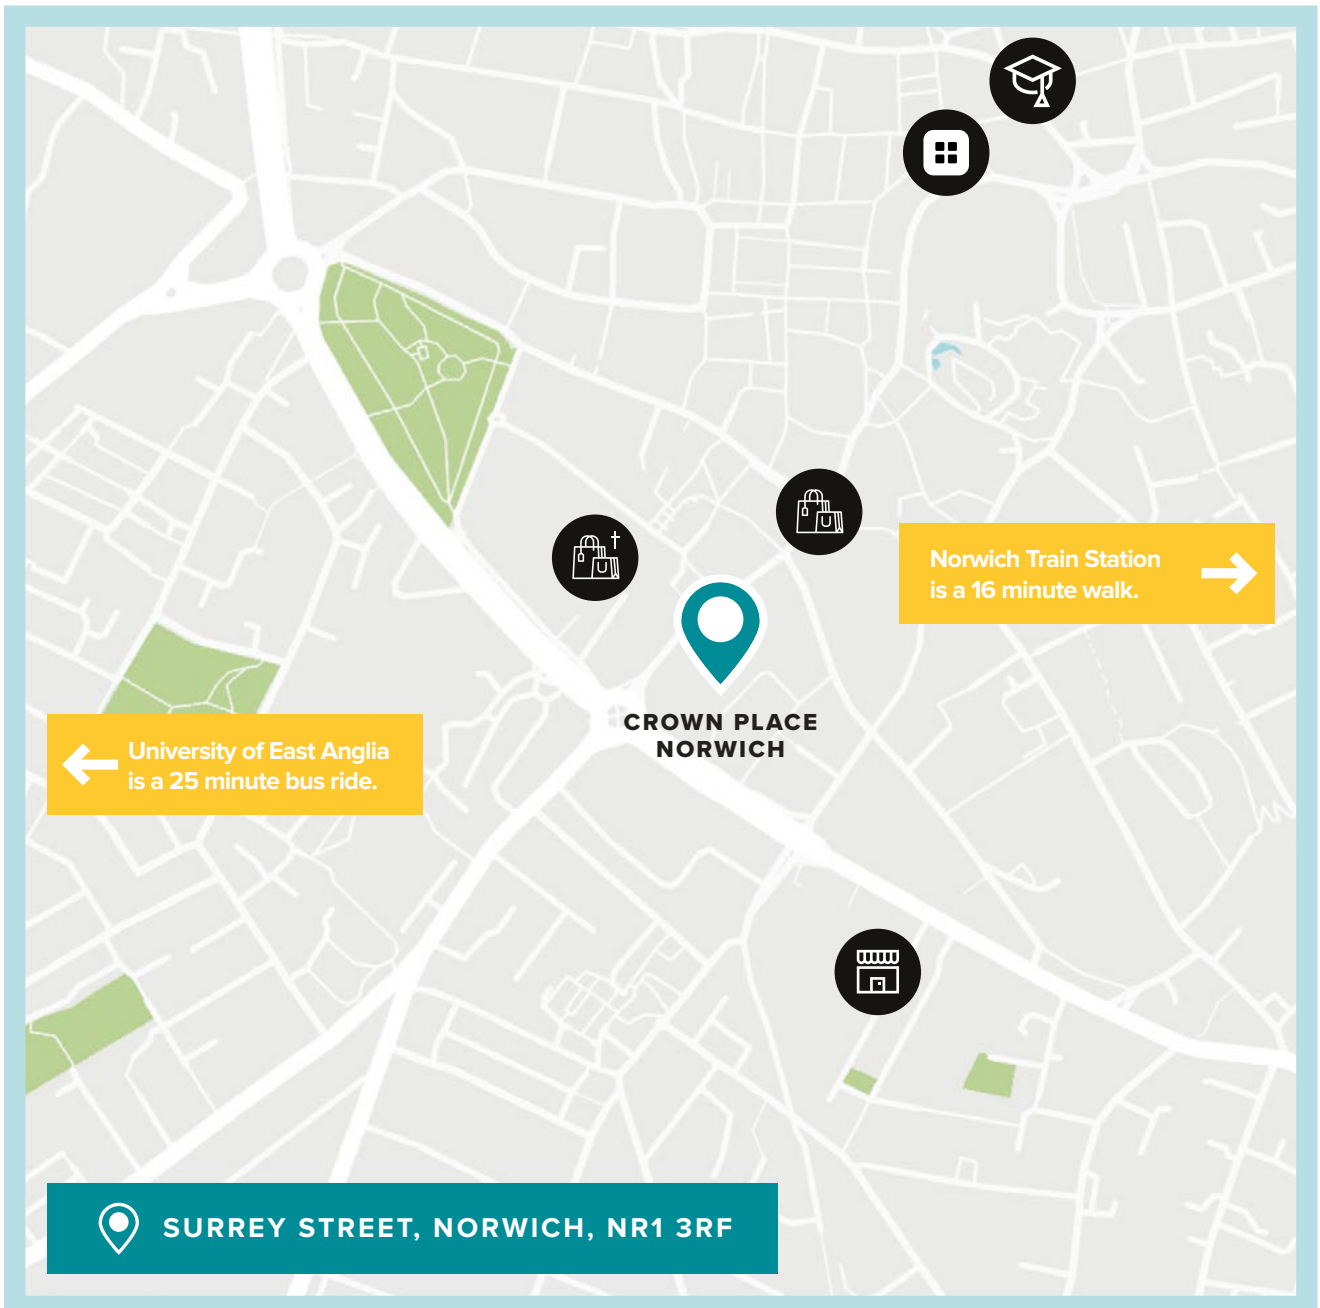 Norwich Train Station
is a 16 minute walk.
CROWN PLACE
NORWICH
University of East Anglia
is a 25 minute bus ride.
SURREY STREET, NORWICH, NR1 3RF